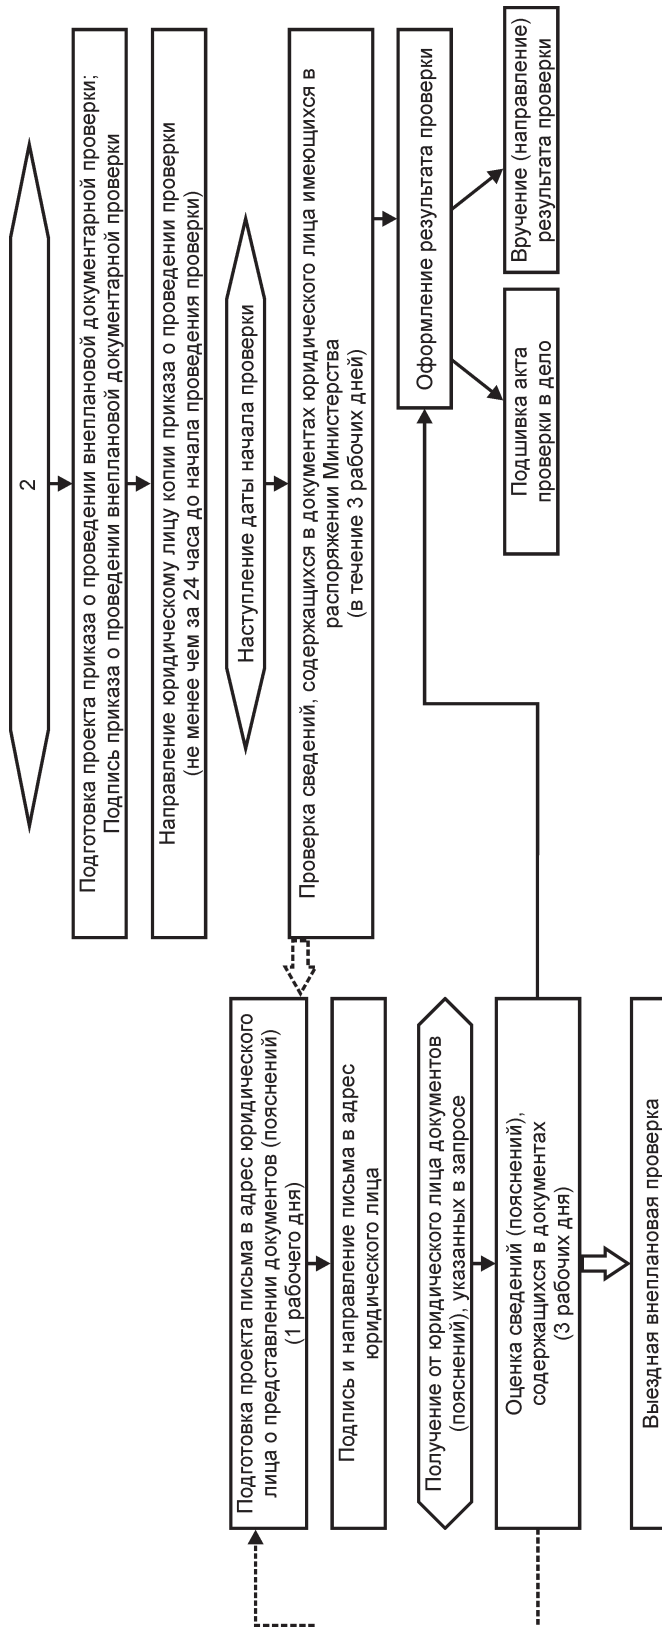 2
Подготовка проекта приказа о проведении внеплановой документарной проверки;
Подпись приказа о проведении внеплановой документарной проверки
Направление юридическому лицу копии приказа о проведении проверки
(не менее чем за 24 часа до начала проведения проверки)
Наступление даты начала проверки
Проверка сведений, содержащихся в документах юридического лица имеющихся в
распоряжении Министерства
(в течение 3 рабочих дней)
Оформление результата проверки
Подшивка акта
проверки в дело
Вручение (направление)
результата проверки
Подготовка проекта письма в адрес юридического
лица о представлении документов (пояснений)
(1 рабочего дня)
Подпись и направление письма в адрес
юридического лица
Получение от юридического лица документов
(пояснений), указанных в запросе
Оценка сведений (пояснений),
содержащихся в документах
(3 рабочих дня)
Выездная внеплановая проверка